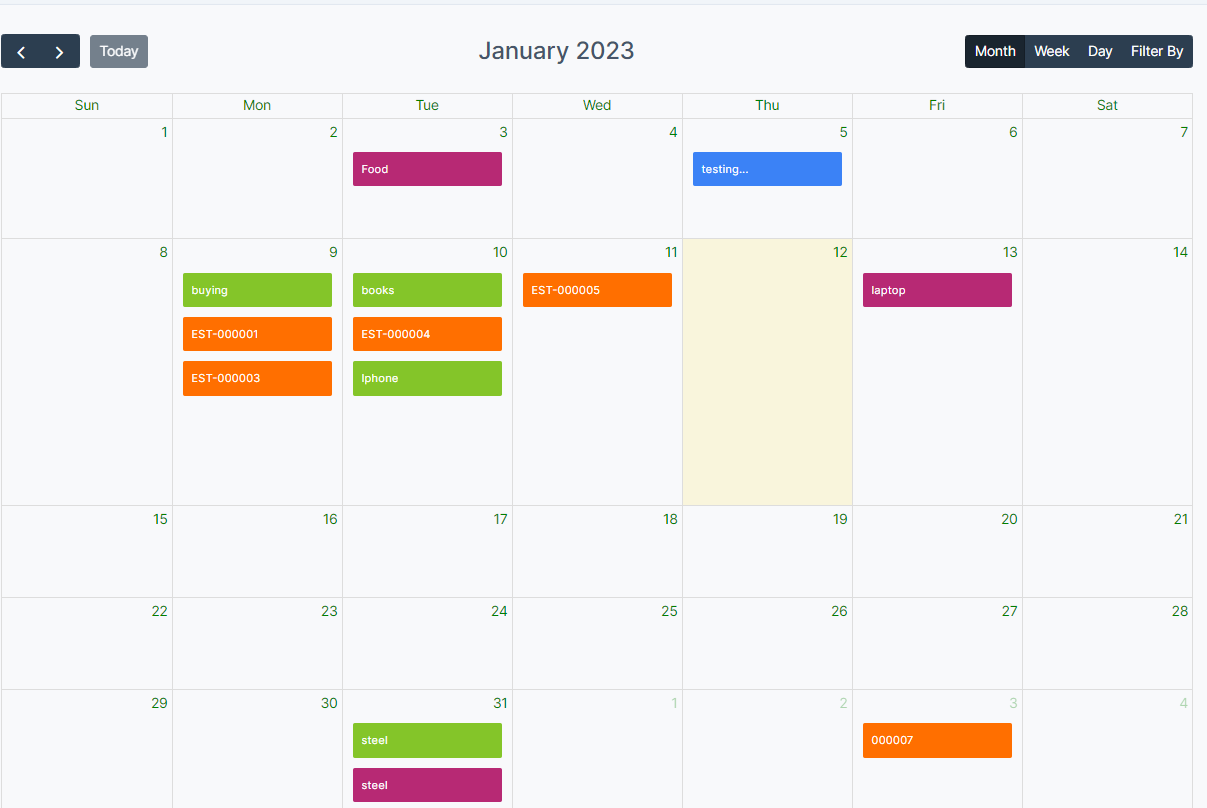 Today
January 2023
Month Week Day Filter By
Sun Mon Tue Wed Thu Fri Sat
1 2 3 4 5 6 7
Food testing...
8 9 10 11 12 13 14
buying books EST-000005 laptop
EST-000001 EST-000004
EST-000003 Iphone
15 16 17 18 19 20 21
22 23 24 25 26 27 28
29 30 31 1 2 3 4
steel 000007
steel